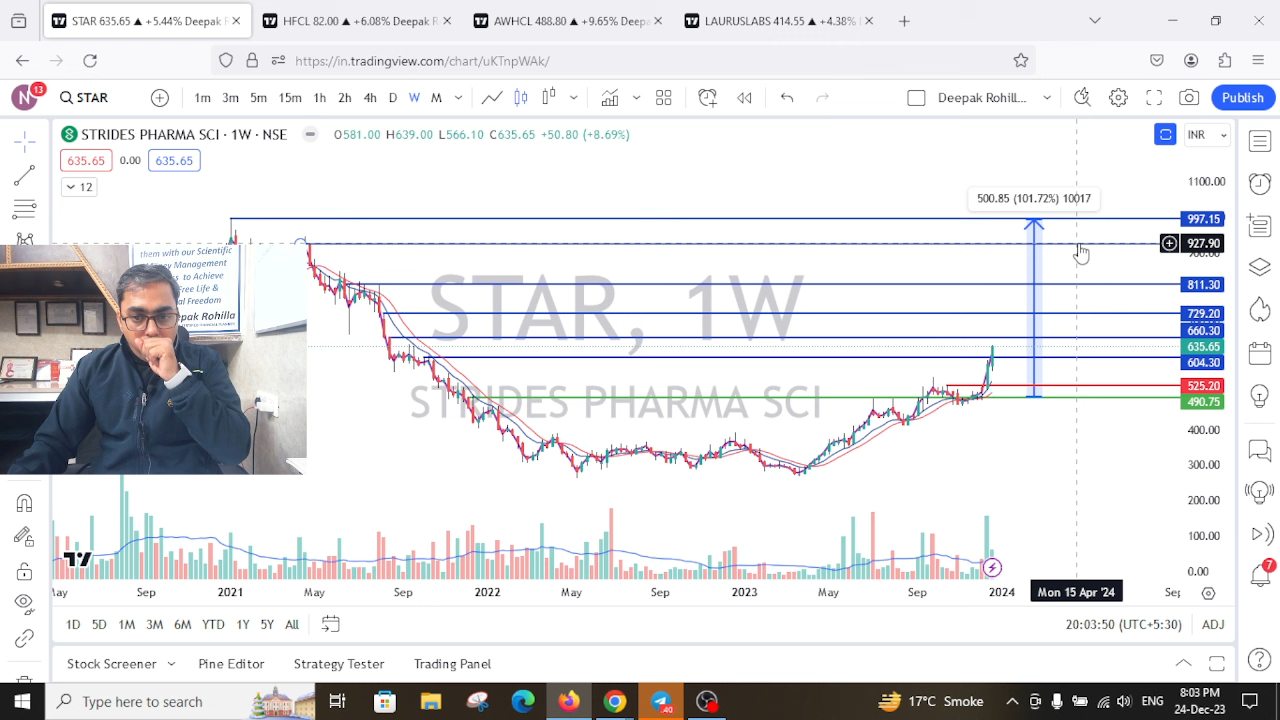 STAR 635.65 ▲ +5.44% Deepak R
HFCL 82.00 ▲ +6.08% Deepak R
AWHCL 488.80 ▲ +9.65% Deepa
LAURUSLABS 414.55 ▲ +4.38%
https://in.tradingview.com/chart/uKTnpWAk/
N 13
STAR
1m 3m 5m 15m 1h 2h 4h D W M
Deepak Rohill...
Publish
STRIDES PHARMA SCI · 1W · NSE
O581.00 H639.00 L566.10 C635.65 +50.80 (+8.69%)
INR
635.65 0.00 635.65
12
1100.00
500.85 (101.72%) 10017
997.15
927.90
900.00
811.30
729.20
660.30
635.65
604.30
525.20
490.75
400.00
300.00
200.00
100.00
0.00
STAR, 1W
STRIDES PHARMA SCI
them with our Scientific
Energy Management
to Achieve
Free Life &
Freedom
Deepak Rohilla
May Sep 2021 May Sep 2022 May Sep 2023 May Sep 2024 Mon 15 Apr '24 Sep
1D 5D 1M 3M 6M YTD 1Y 5Y All
20:03:50 (UTC+5:30) ADJ
7
Stock Screener Pine Editor Strategy Tester Trading Panel
Type here to search
40
17°C Smoke
ENG
8:03 PM
24-Dec-23